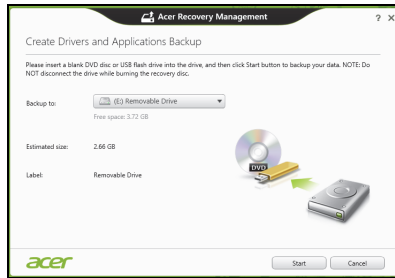 Acer Recovery Management
? X
Create Drivers and Applications Backup
Please insert a blank DVD disc or USB flash drive into the drive, and then click Start button to backup your data. NOTE: Do
NOT disconnect the drive while burning the recovery disc.
Backup to: (E:) Removable Drive
Free space: 3.72 GB
Estimated size: 2.66 GB
DVD
Label: Removable Drive
acer Start Cancel